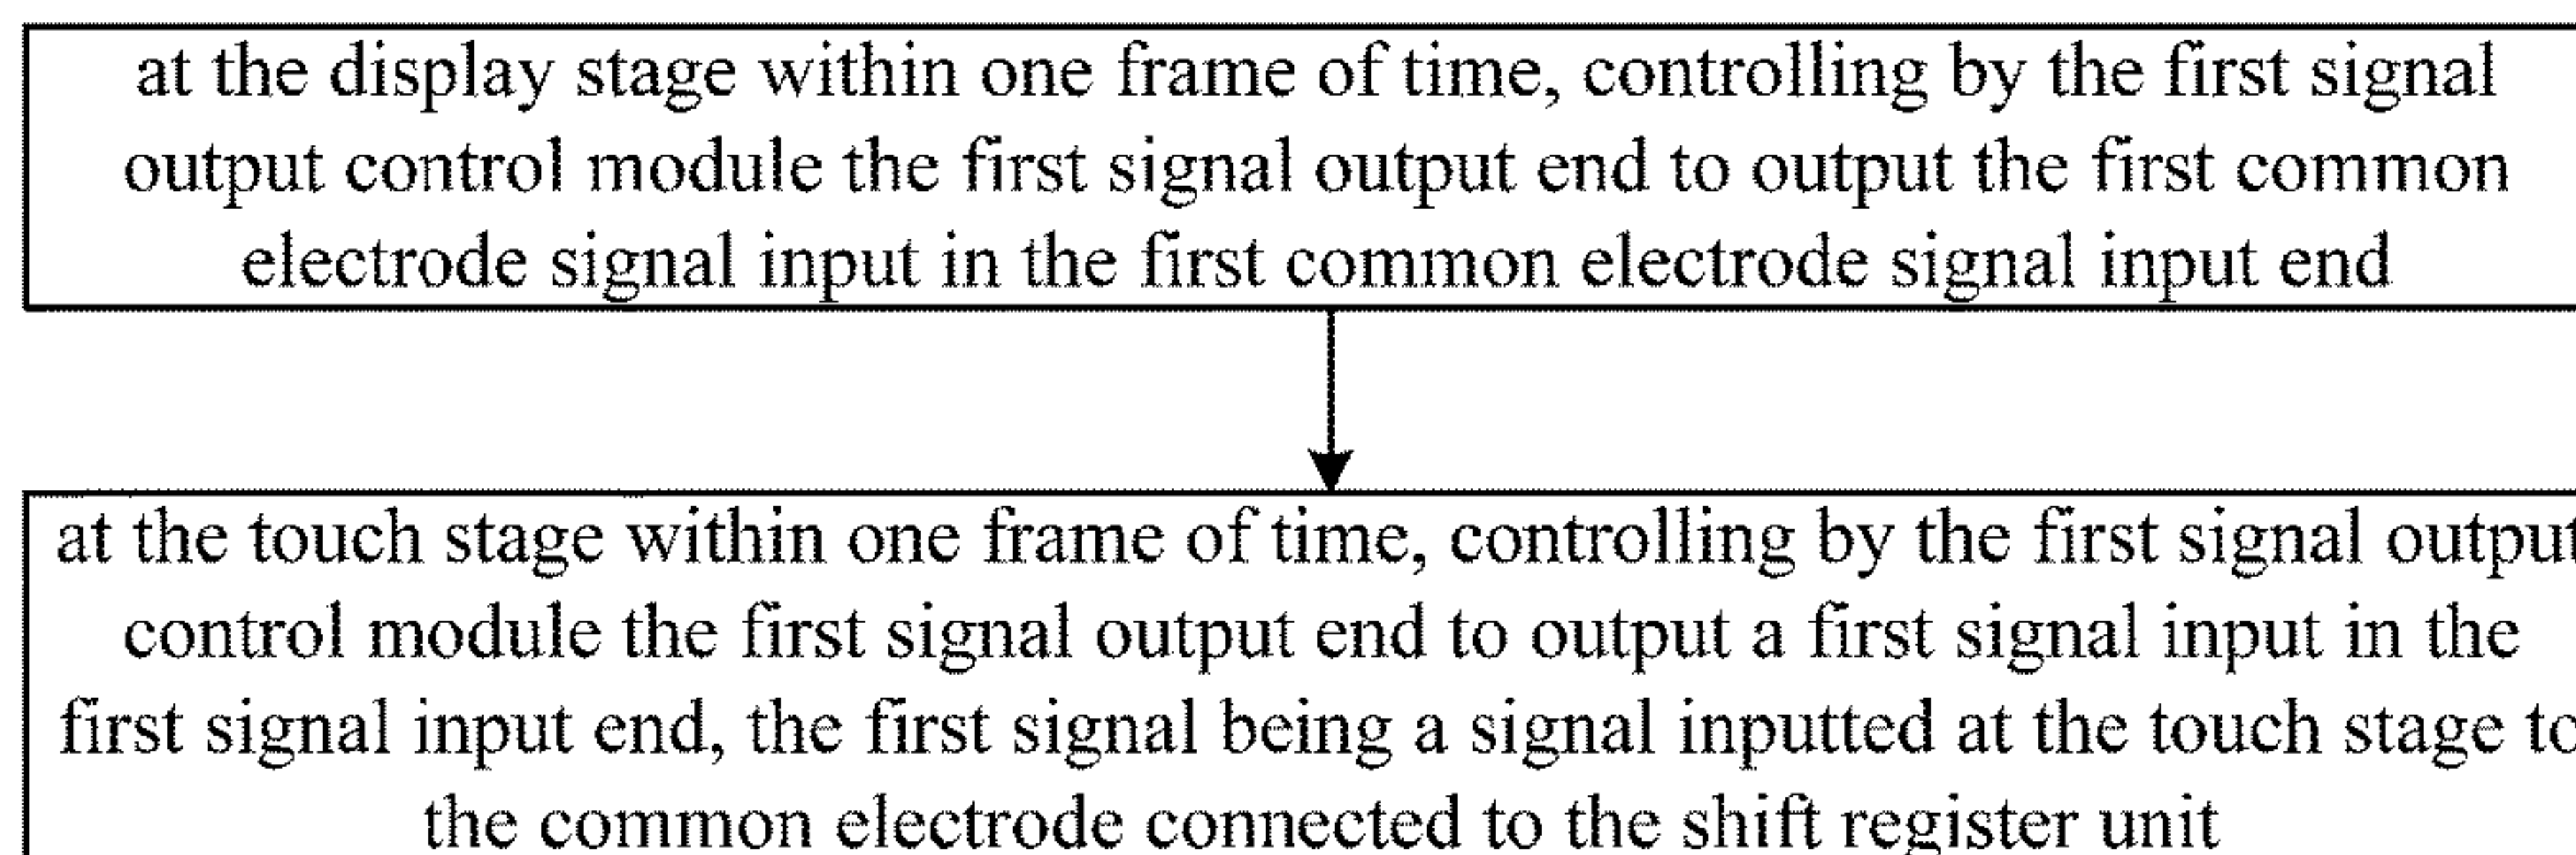 at the display stage within one frame of time, controlling by the first signal
output control module the first signal output end to output the first common
electrode signal input in the first common electrode signal input end
at the touch stage within one frame of time, controlling by the first signal output
control module the first signal output end to output a first signal input in the
first signal input end, the first signal being a signal inputted at the touch stage to
the common electrode connected to the shift register unit